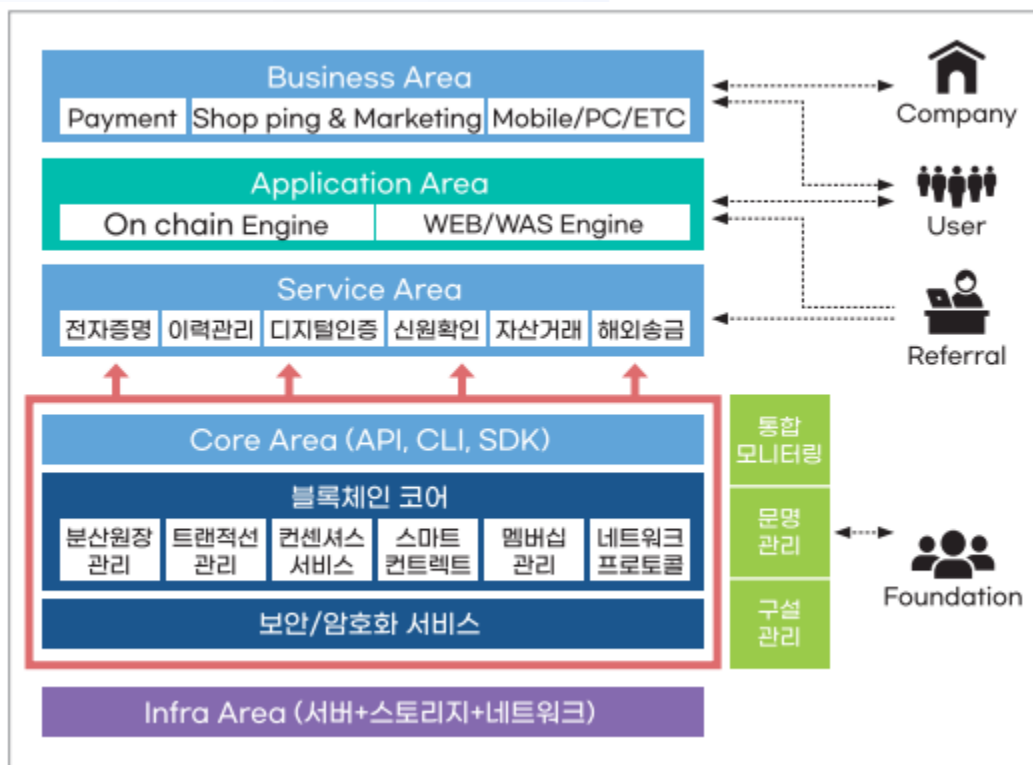 Business Area
Payment
Shop ping & Marketing
Mobile/PC/ETC
Application Area
On chain Engine
WEB/WAS Engine
Service Area
전자증명
이력관리
디지털인증
신원확인
자산거래
해외송금
Core Area (API, CLI, SDK)
블록체인 코어
분산원장
관리
트랜적선
관리
컨센셔스
서비스
스마트
컨트렉트
멤버십
관리
네트워크
프로토콜
보안/암호화 서비스
Infra Area (서버+스토리지+네트워크)
통합
모니터링
문명
관리
구설
관리
Company
User
Referral
Foundation